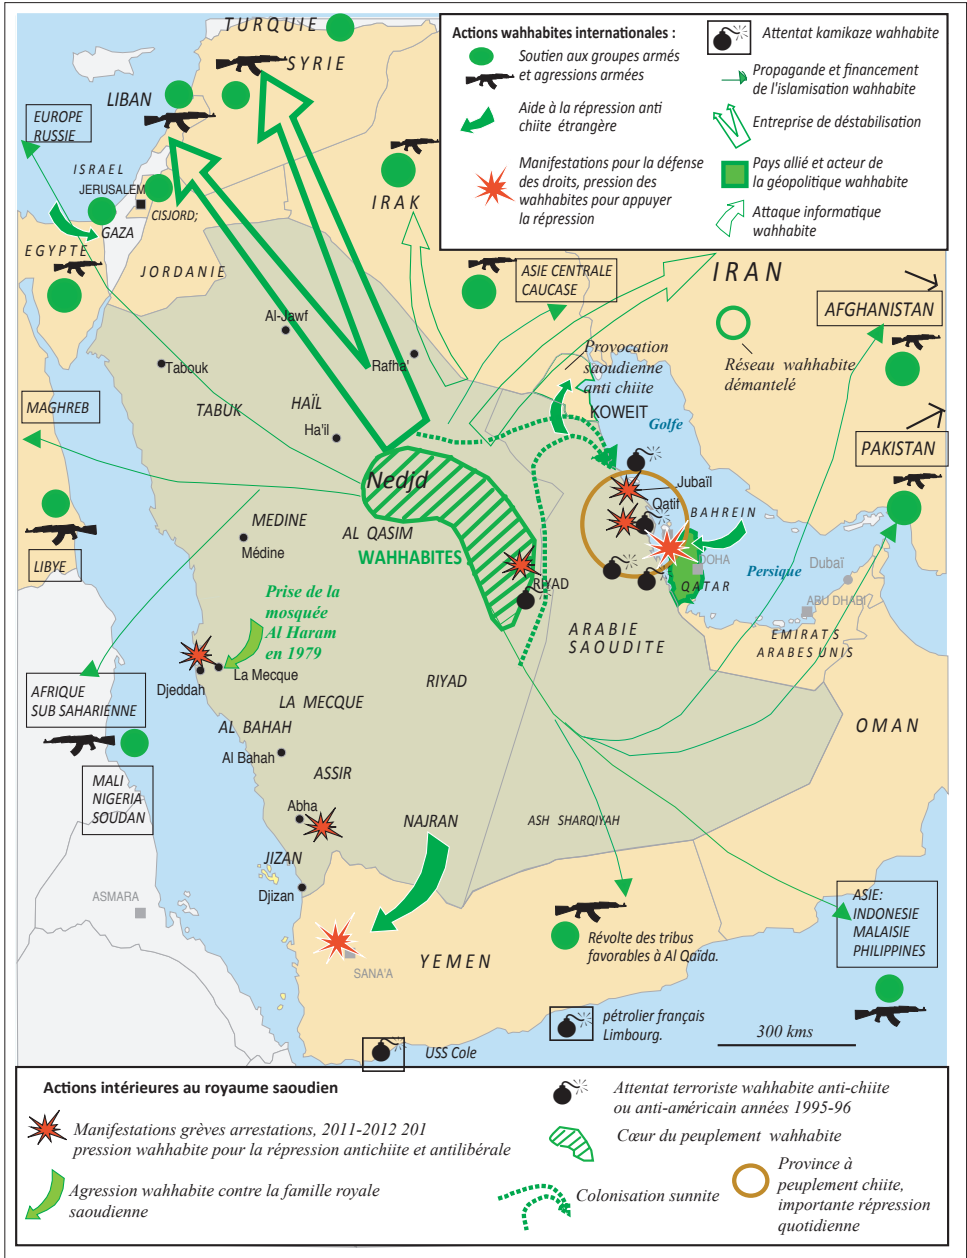 TURQUIE
SYRIE
LIBAN
EUROPE
RUSSIE
ISRAEL
JERUSALEM
CISJORD;
GAZA
EGYPTE
JORDANIE
IRAK
Actions wahhabites internationales :
Soutien aux groupes armés
et agressions armées
Aide à la répression anti
chiite étrangère
Manifestations pour la défense
des droits, pression des
wahhabites pour appuyer
la répression
Attentat kamikaze wahhabite
Propagande et financement
de l'islamisation wahhabite
Entreprise de déstabilisation
Pays allié et acteur de
la géopolitique wahhabite
Attaque informatique
wahhabite
ASIE CENTRALE
CAUCASE
IRAN
AFGHANISTAN
Réseau wahhabite
démantelé
Provocation
saoudienne
anti chiite
KOWEIT
Golfe
PAKISTAN
Al-Jawf
Tabouk
Rafha'
TABUK
HAÏL
Ha'il
MAGHREB
Nedjd
Jubaïl
Qatif
BAHREIN
MEDINE
Médine
AL QASIM
WAHHABITES
LIBYE
RIYAD
DOHA
QATAR
Persique
Dubaï
ABU DHABI
EMIRATS
ARABES UNIS
Prise de la
mosquée
Al Haram
en 1979
ARABIE
SAOUDITE
La Mecque
Djeddah
RIYAD
LA MECQUE
AFRIQUE
SUB SAHARIENNE
AL BAHAH
Al Bahah
OMAN
MALI
NIGERIA
SOUDAN
ASSIR
Abha
NAJRAN
ASH SHARQIYAH
JIZAN
Djizan
ASMARA
ASIE:
INDONESIE
MALAISIE
PHILIPPINES
Révolte des tribus
favorables à Al Qaïda.
YEMEN
SANA'A
pétrolier français
Limbourg.
300 kms
USS Cole
Actions intérieures au royaume saoudien
Manifestations grèves arrestations, 2011-2012 201
pression wahhabite pour la répression antichiite et antilibérale
Agression wahhabite contre la famille royale
saoudienne
Attentat terroriste wahhabite anti-chiite
ou anti-américain années 1995-96
Cœur du peuplement wahhabite
Colonisation sunnite
Province à
peuplement chiite,
importante répression
quotidienne